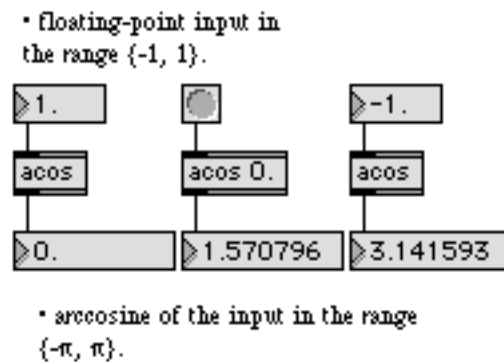 • floating-point input in
the range {-1, 1}.
1.
-1.
acos
acos 0.
acos
0.
1.570796
3.141593
• arccosine of the input in the range
{-π, π}.